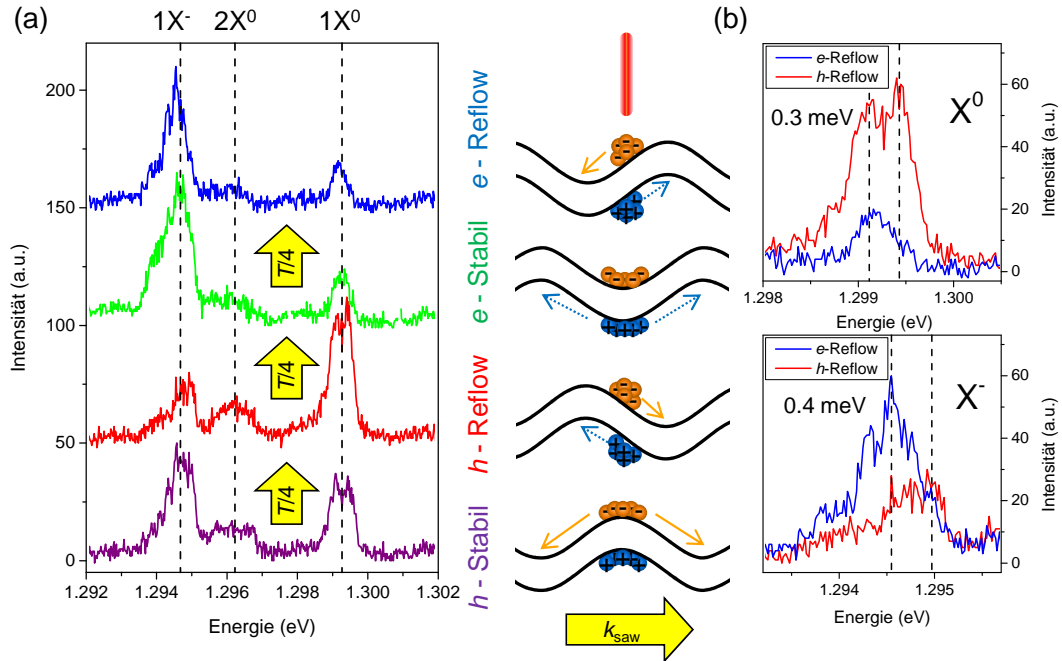 (a)
1X-
2X0
1X0
Intensität (a.u.)
200
150
100
50
0
T/4
T/4
T/4
1.292
1.294
1.296
1.298
1.300
1.302
Energie (eV)
e - Reflow
e - Stabil
h - Reflow
h - Stabil
ksaw
(b)
e-Reflow
h-Reflow
0.3 meV
X0
60
40
20
0
Intensität (a.u.)
1.298
1.299
1.300
Energie (eV)
e-Reflow
h-Reflow
0.4 meV
X-
60
40
20
0
Intensität (a.u.)
1.294
1.295
Energie (eV)